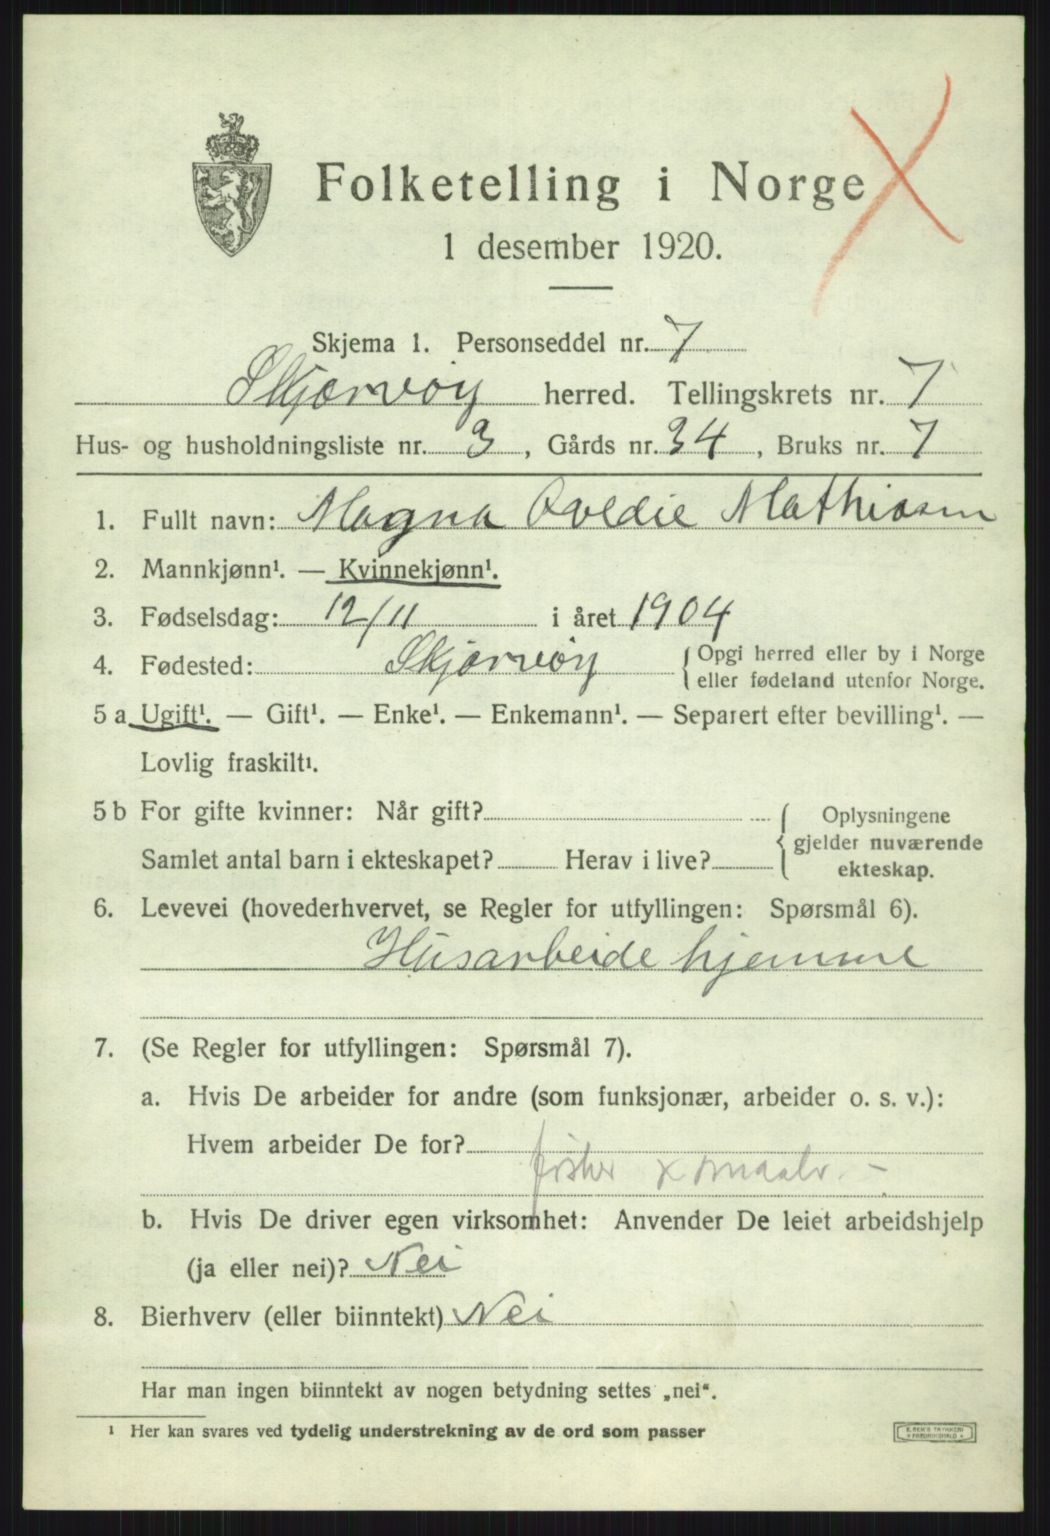 Folketelling i Norge
1 desember 1920.
Skjema 1. Personseddel nr. 7
Skjærvøy herred. Tellingskrets nr. 7
Hus- og husholdningsliste nr. 3, Gårds nr. 34, Bruks nr. 7
1. Fullt navn: Magna Ovedie Mathiasen
2. Mannkjønn¹. — Kvinnekjønn¹.
3. Fødselsdag: 12/11 i året 1904
4. Fødested: Skjærvøy { Opgi herred eller by i Norge
eller fødeland utenfor Norge.
5 a Ugift¹. — Gift¹. — Enke¹. — Enkemann¹. — Separert efter bevilling¹. —
Lovlig fraskilt¹.
5 b For gifte kvinner: Når gift? { Oplysningene
gjelder nuværende
Samlet antal barn i ekteskapet? Herav i live?
ekteskap.
6. Levevei (hovederhvervet, se Regler for utfyllingen: Spørsmål 6).
Husarbeide hjemme
7. (Se Regler for utfyllingen: Spørsmål 7).
a. Hvis De arbeider for andre (som funksjonær, arbeider o. s. v.):
Hvem arbeider De for?
fisker x smaabr. —
b. Hvis De driver egen virksomhet: Anvender De leiet arbeidshjelp
(ja eller nei)? Nei
8. Bierhverv (eller biinntekt) Nei
Har man ingen biinntekt av nogen betydning settes „nei“.
¹ Her kan svares ved tydelig understrekning av de ord som passer